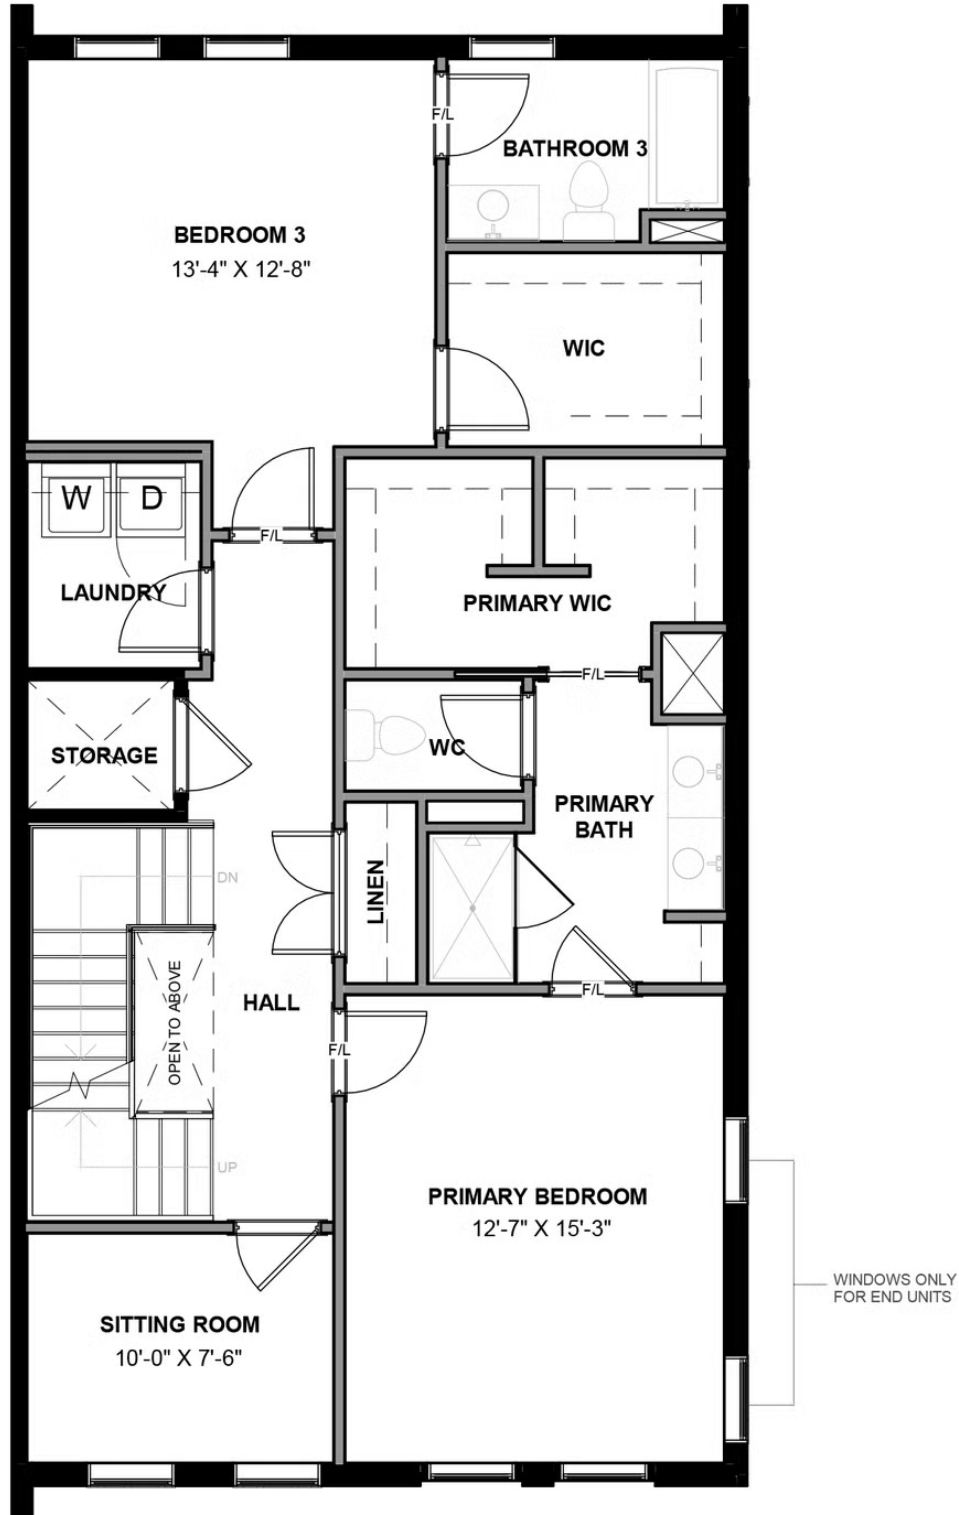 F/L
BATHROOM 3
BEDROOM 3
13'-4" X 12'-8"
WIC
W
D
F/L
LAUNDRY
PRIMARY WIC
F/L
STORAGE
WC
PRIMARY
BATH
DN
LINEN
OPEN TO ABOVE
HALL
F/L
F/L
UP
PRIMARY BEDROOM
12'-7" X 15'-3"
WINDOWS ONLY
FOR END UNITS
SITTING ROOM
10'-0" X 7'-6"